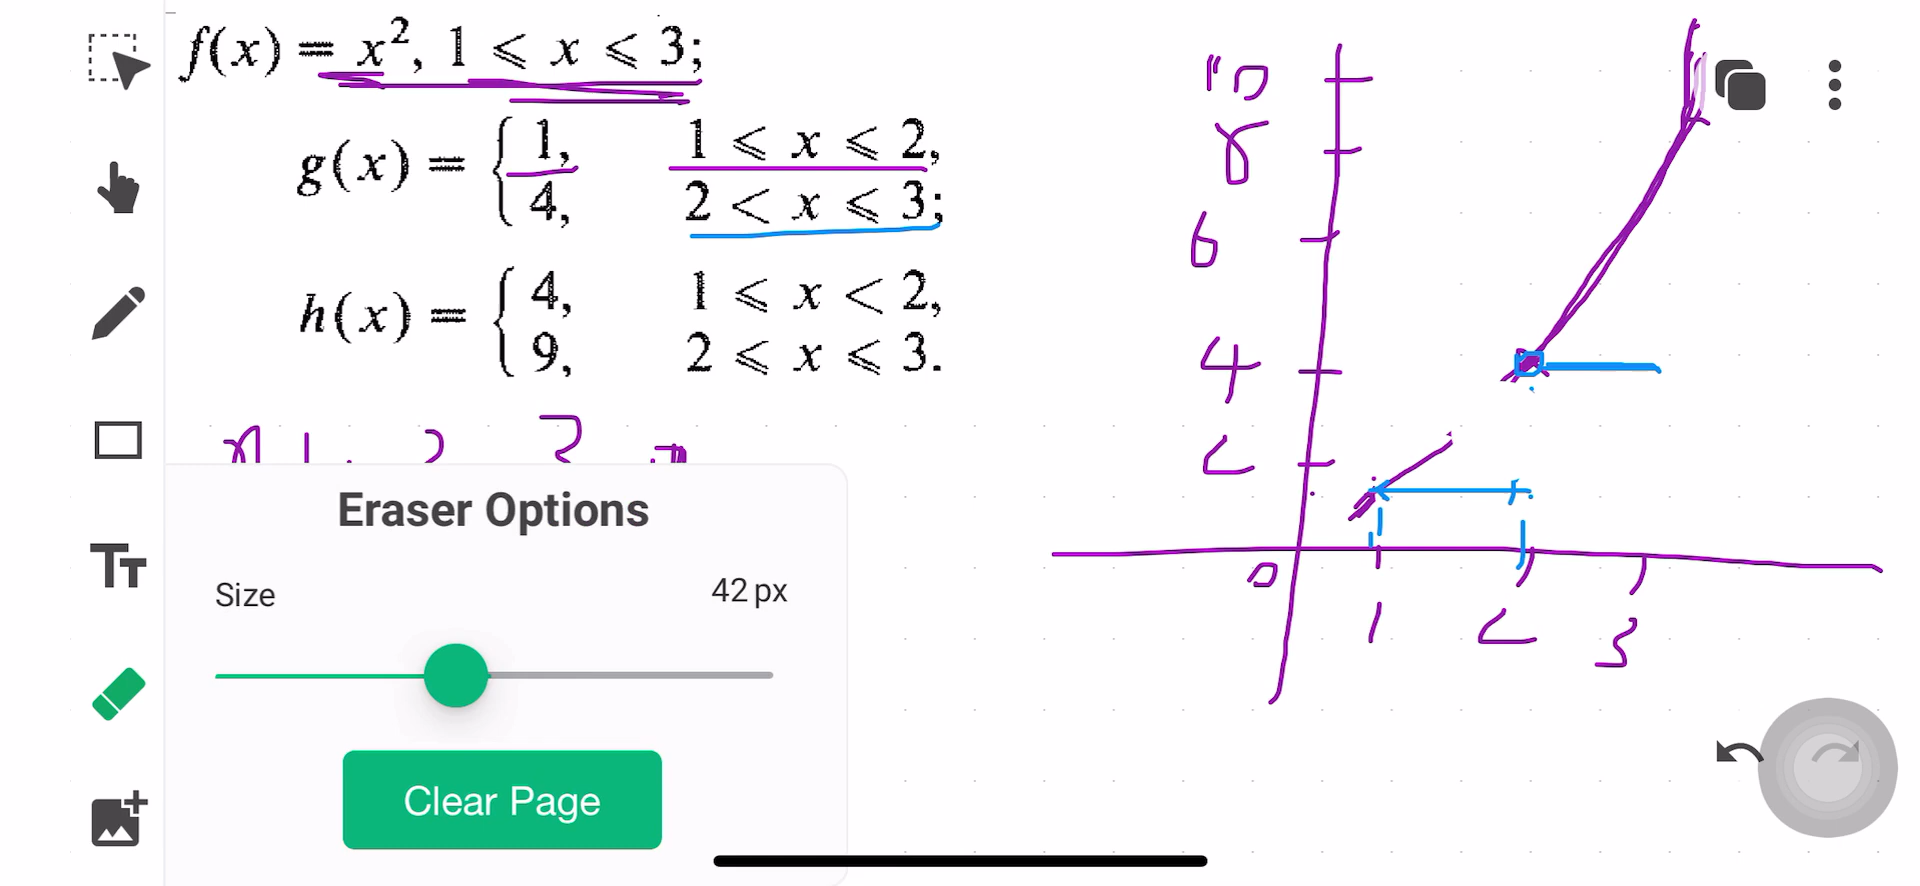 f(x) = x², 1 ⩽ x ⩽ 3;
g(x) = { 1, 1 ⩽ x ⩽ 2,
4, 2 < x ⩽ 3;
h(x) = { 4, 1 ⩽ x < 2,
9, 2 ⩽ x ⩽ 3.
Eraser Options
Size 42 px
Clear Page
Tт
10
8
6
4
2
0
1 2 3